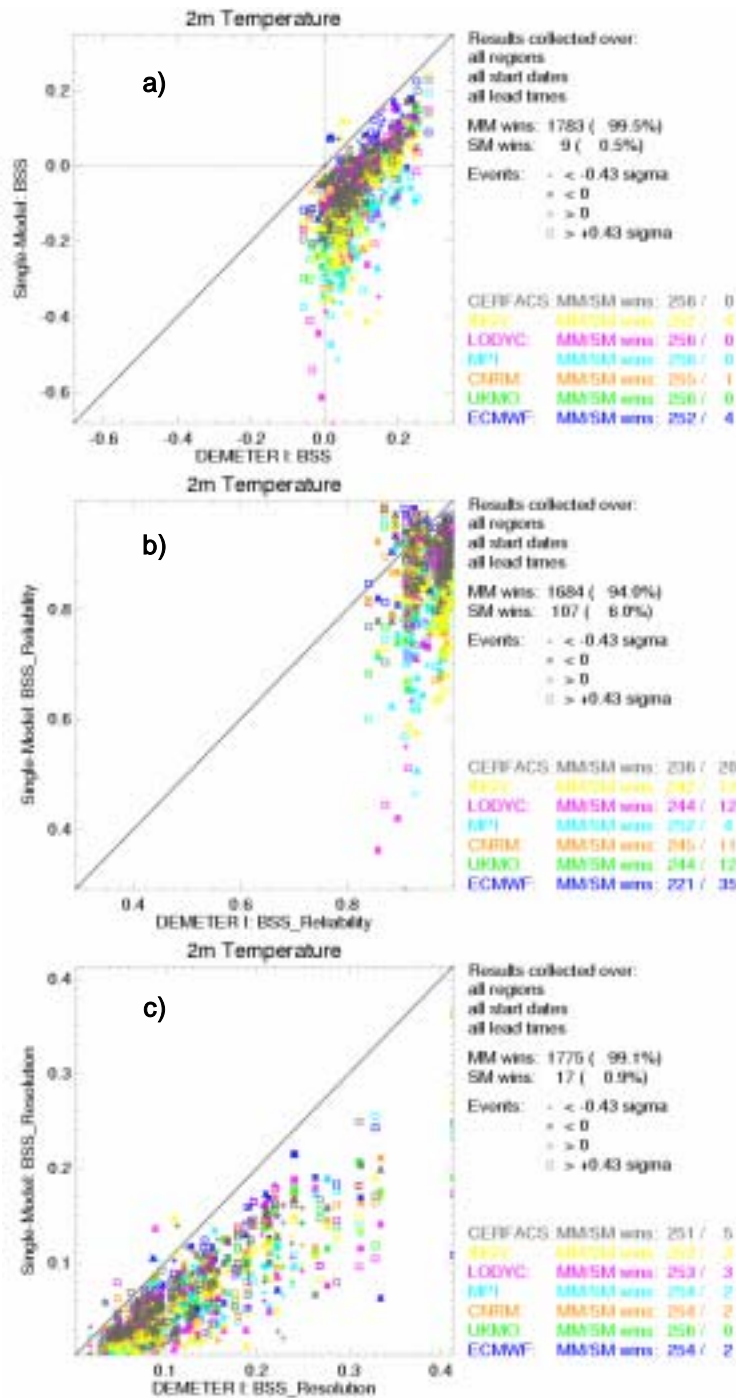 2m Temperature
a)
Single-Model: BSS
0.2
0.0
-0.2
-0.4
-0.6
-0.6 -0.4 -0.2 0.0 0.2
DEMETER I: BSS
Results collected over:
all regions
all start dates
all lead times
MM wins: 1783 ( 99.5%)
SM wins: 9 ( 0.5%)
Events: - < -0.43 sigma
< 0
> 0
> +0.43 sigma
CERFACS: MM/SM wins: 256 / 0
MM/SM wins: 252 / 4
LODYC: MM/SM wins: 256 / 0
MPI: MM/SM wins: 256 / 0
CNRM: MM/SM wins: 255 / 1
UKMO: MM/SM wins: 256 / 0
ECMWF: MM/SM wins: 252 / 4
2m Temperature
b)
Single-Model: BSS_Reliability
0.8
0.6
0.4
0.4 0.6 0.8
DEMETER I: BSS_Reliability
Results collected over:
all regions
all start dates
all lead times
MM wins: 1684 ( 94.0%)
SM wins: 107 ( 6.0%)
Events: - < -0.43 sigma
< 0
> 0
> +0.43 sigma
CERFACS: MM/SM wins: 236 / 20
MM/SM wins: 242 /
LODYC: MM/SM wins: 244 / 12
MPI: MM/SM wins: 252 / 4
CNRM: MM/SM wins: 245 / 11
UKMO: MM/SM wins: 244 / 12
ECMWF: MM/SM wins: 221 / 35
2m Temperature
c)
Single-Model: BSS_Resolution
0.4
0.3
0.2
0.1
0.1 0.2 0.3 0.4
DEMETER I: BSS_Resolution
Results collected over:
all regions
all start dates
all lead times
MM wins: 1775 ( 99.1%)
SM wins: 17 ( 0.9%)
Events: - < -0.43 sigma
< 0
> 0
> +0.43 sigma
CERFACS: MM/SM wins: 251 / 5
MM/SM wins: 253 / 3
LODYC: MM/SM wins: 253 / 3
MPI: MM/SM wins: 254 / 2
CNRM: MM/SM wins: 254 / 2
UKMO: MM/SM wins: 256 / 0
ECMWF: MM/SM wins: 254 / 2